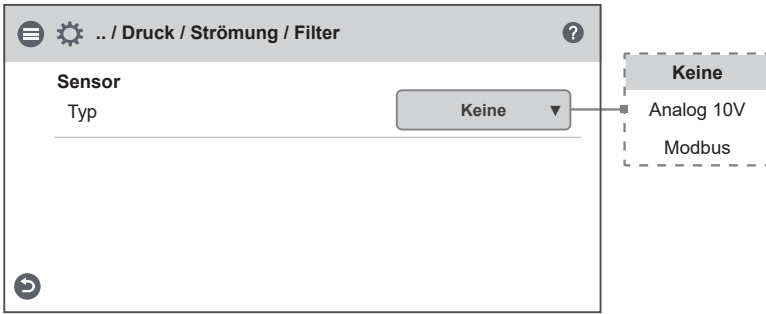 .. / Druck / Strömung / Filter
?
Sensor
Typ
Keine ▼
Keine
Analog 10V
Modbus